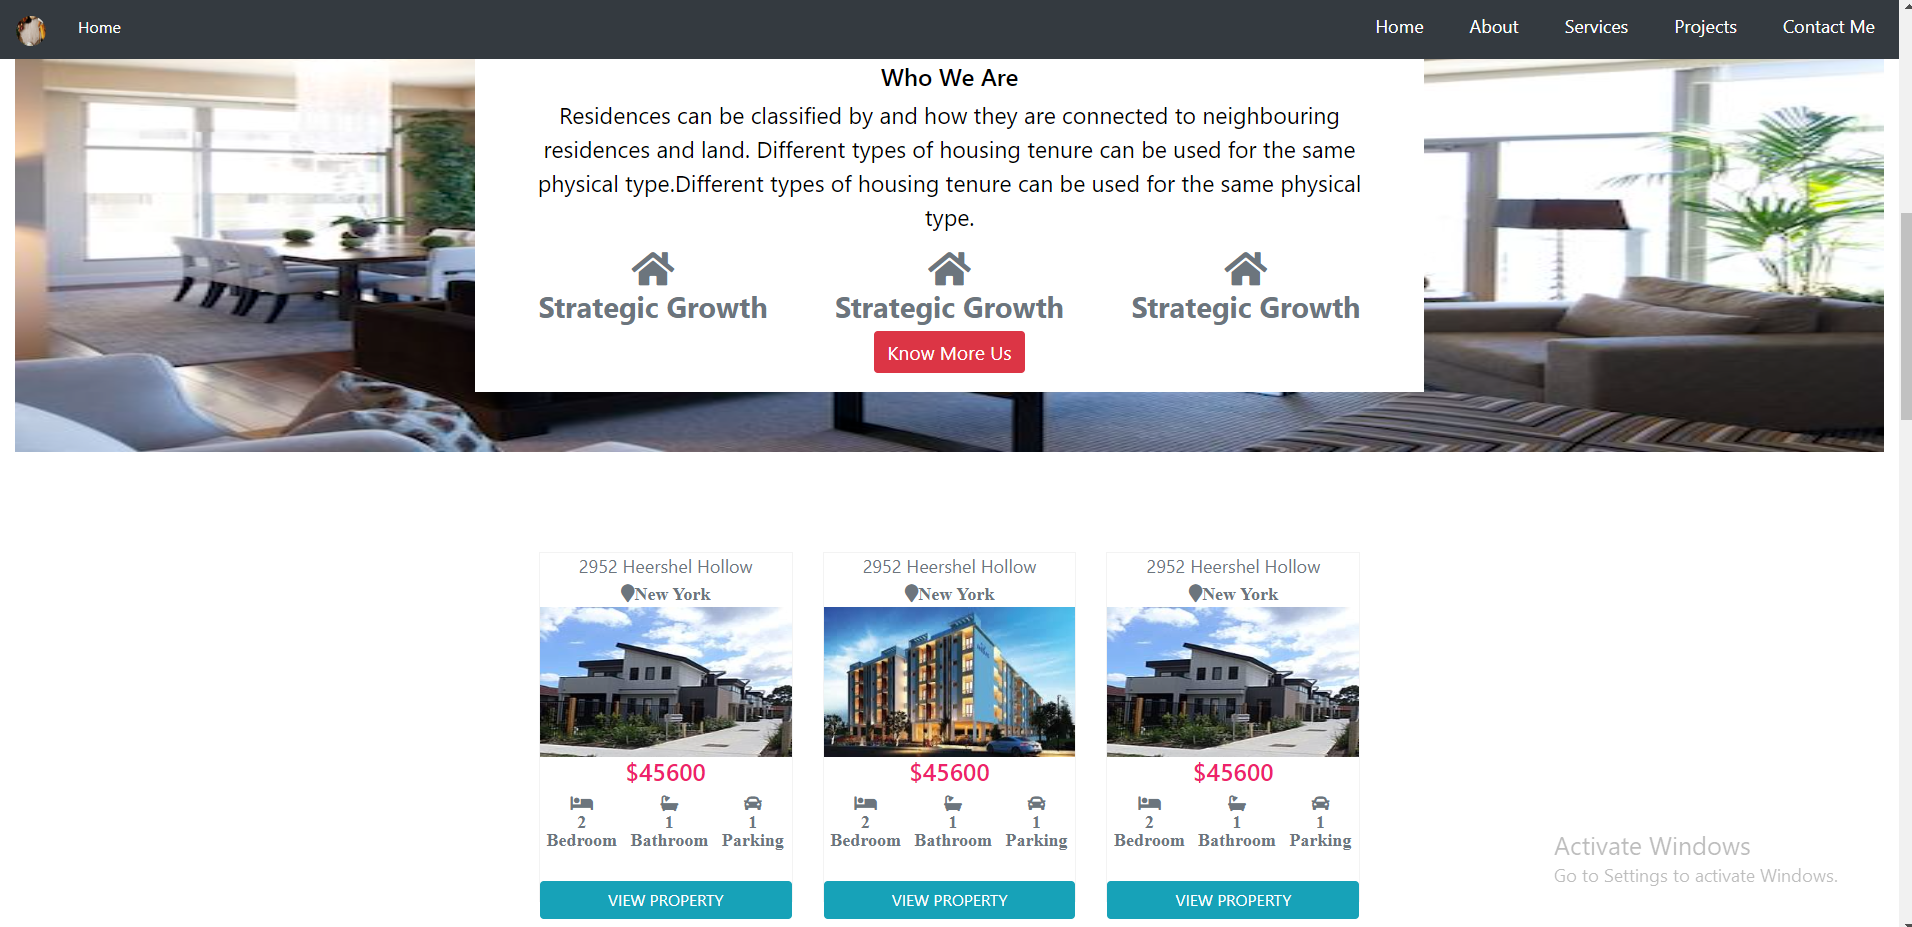 Home
Home About Services Projects Contact Me
Who We Are
Residences can be classified by and how they are connected to neighbouring
residences and land. Different types of housing tenure can be used for the same
physical type.Different types of housing tenure can be used for the same physical
type.
Strategic Growth Strategic Growth Strategic Growth
Know More Us
2952 Heershel Hollow 2952 Heershel Hollow 2952 Heershel Hollow
New York New York New York
$45600 $45600 $45600
2 1 1 2 1 1 2 1 1
Bedroom Bathroom Parking Bedroom Bathroom Parking Bedroom Bathroom Parking
VIEW PROPERTY VIEW PROPERTY VIEW PROPERTY
Activate Windows
Go to Settings to activate Windows.